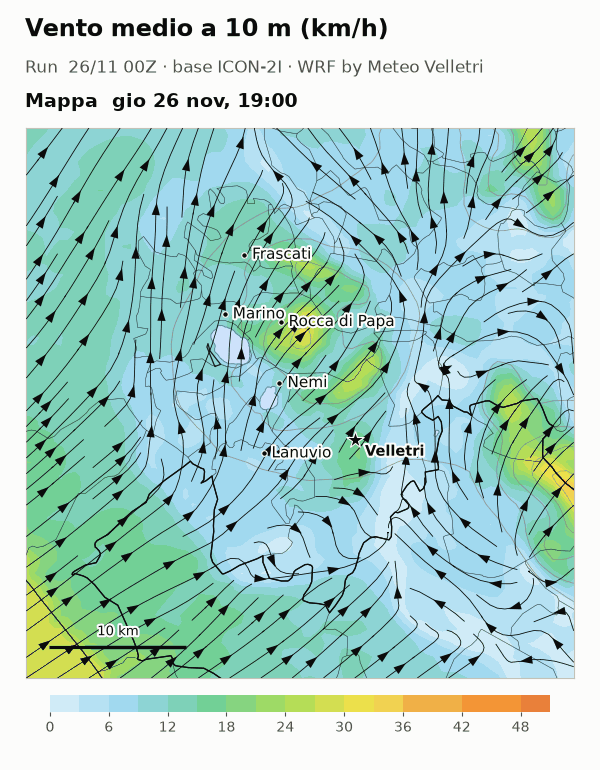 Vento medio a 10 m (km/h)
Run 26/11 00Z · base ICON-2I · WRF by Meteo Velletri
Mappa gio 26 nov, 19:00
Frascati
Marino
Rocca di Papa
Nemi
Velletri
Lanuvio
10 km
0 6 12 18 24 30 36 42 48